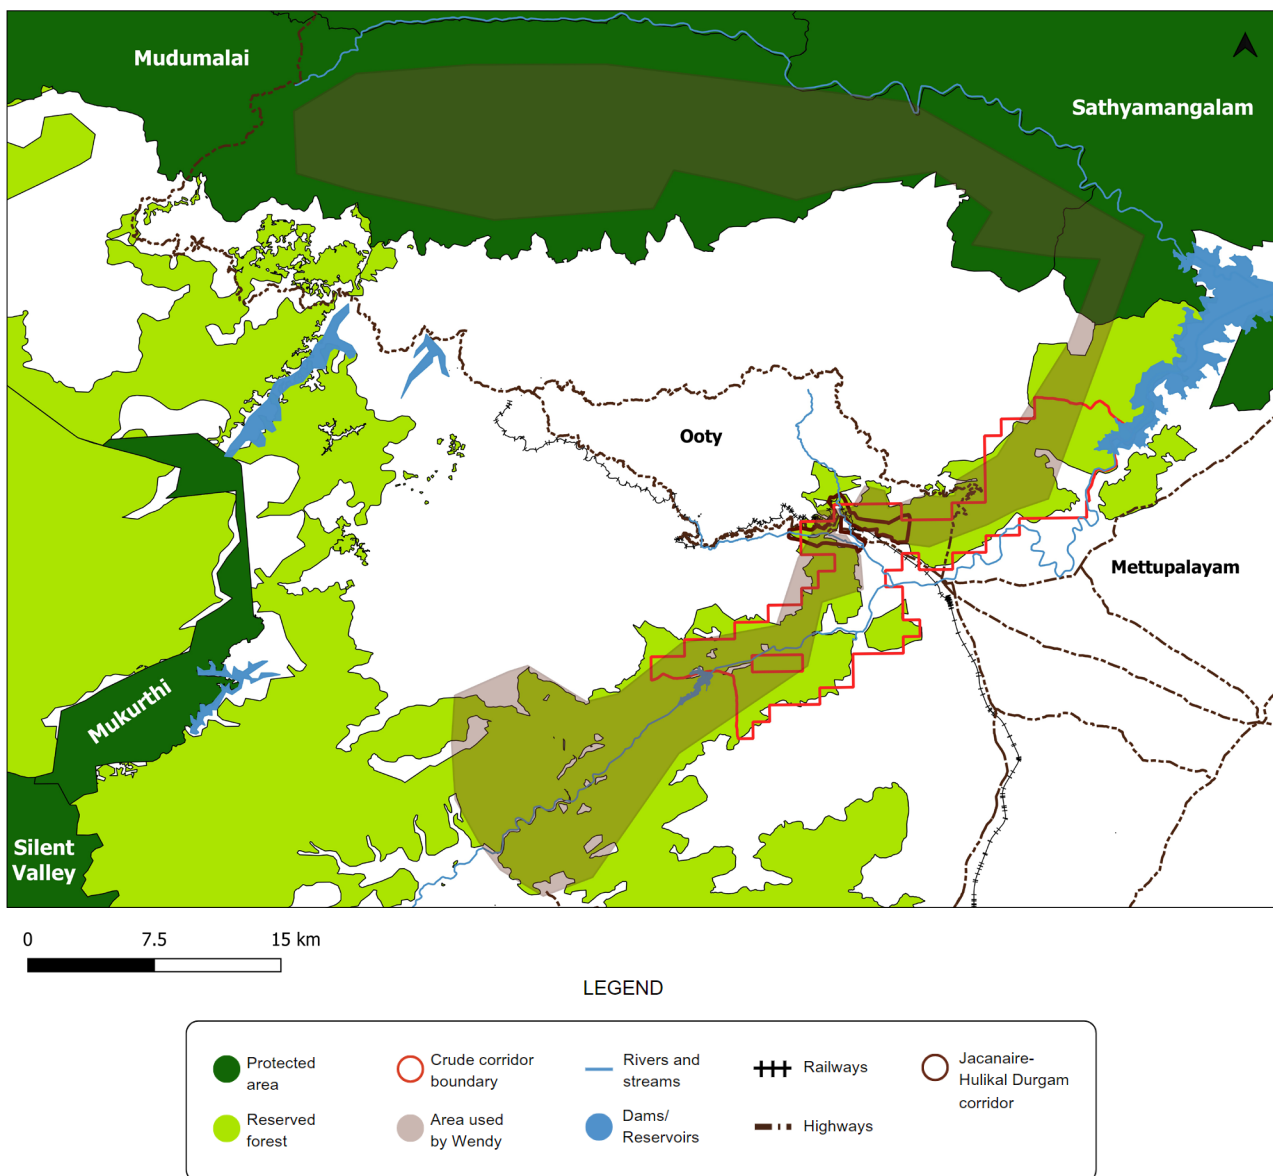 Mudumalai
Sathyamangalam
Ooty
Mettupalayam
Mukurthi
Silent
Valley
0 7.5 15 km
LEGEND
Protected
area
Crude corridor
boundary
Rivers and
streams
Railways
Jacanaire-
Hulikal Durgam
corridor
Reserved
forest
Area used
by Wendy
Dams/
Reservoirs
Highways